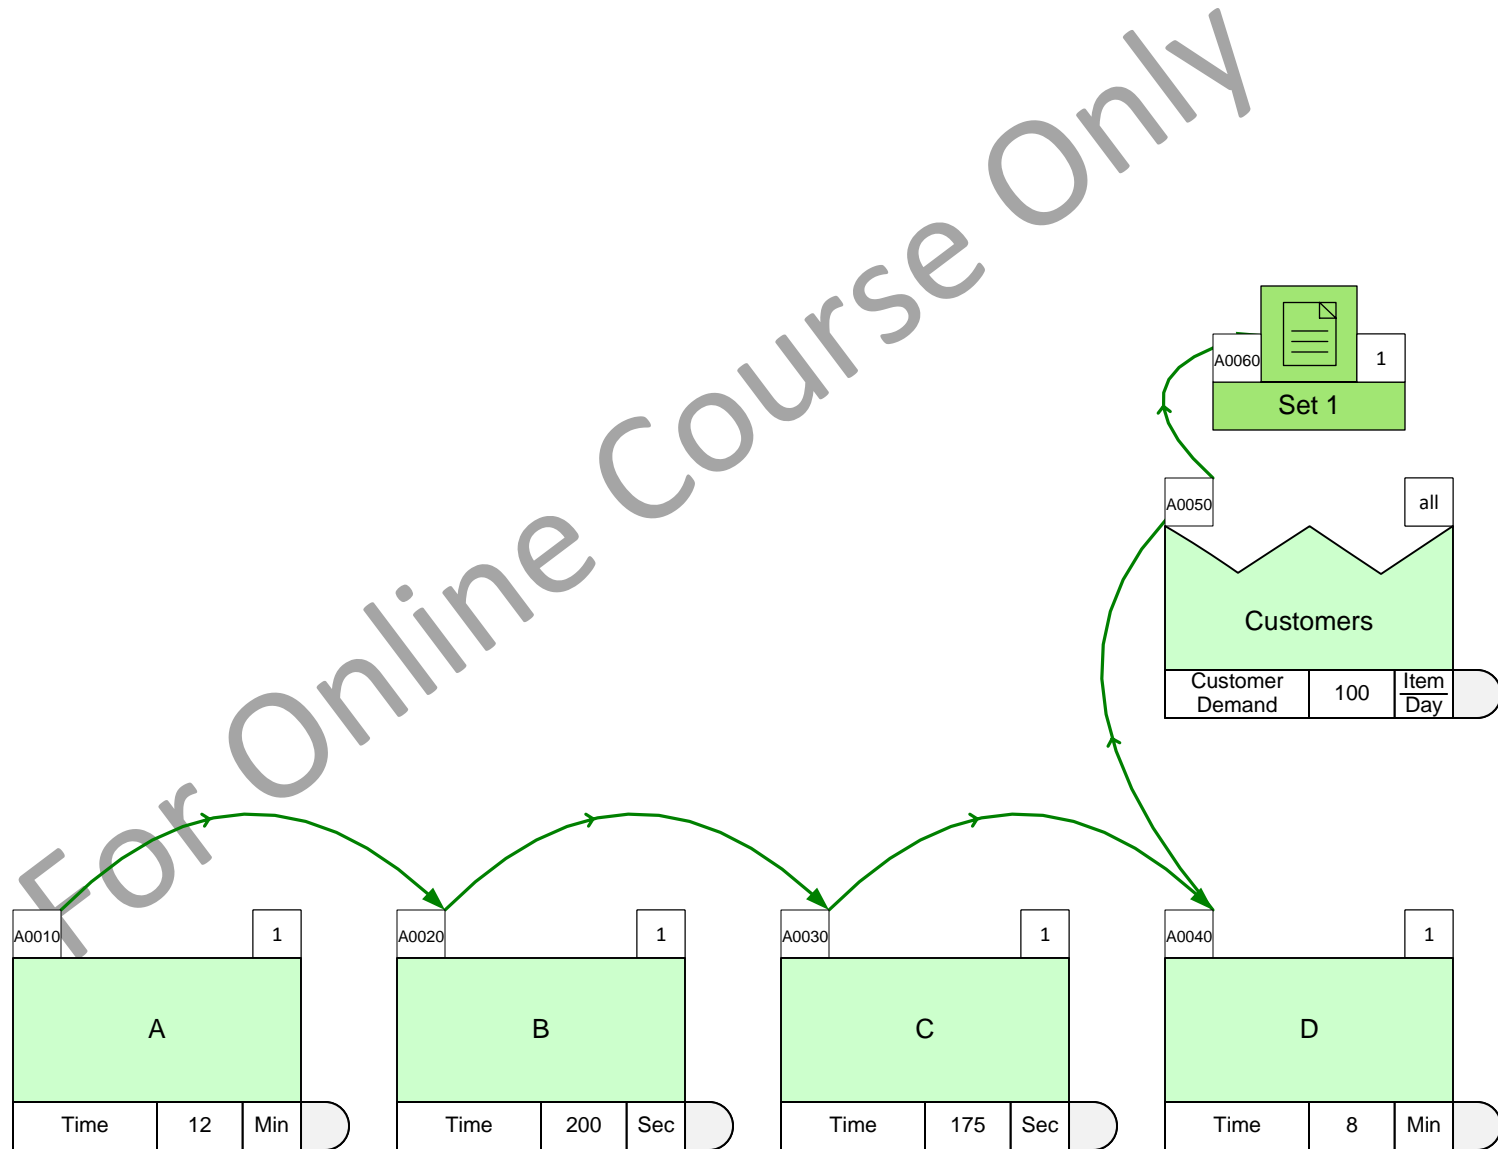 For Online Course Only
A0060
1
Set 1
A0050
all
Customers
Customer
Demand
100
Item
Day
A0010
1
A0020
1
A0030
1
A0040
1
A
B
C
D
Time
12
Min
Time
200
Sec
Time
175
Sec
Time
8
Min